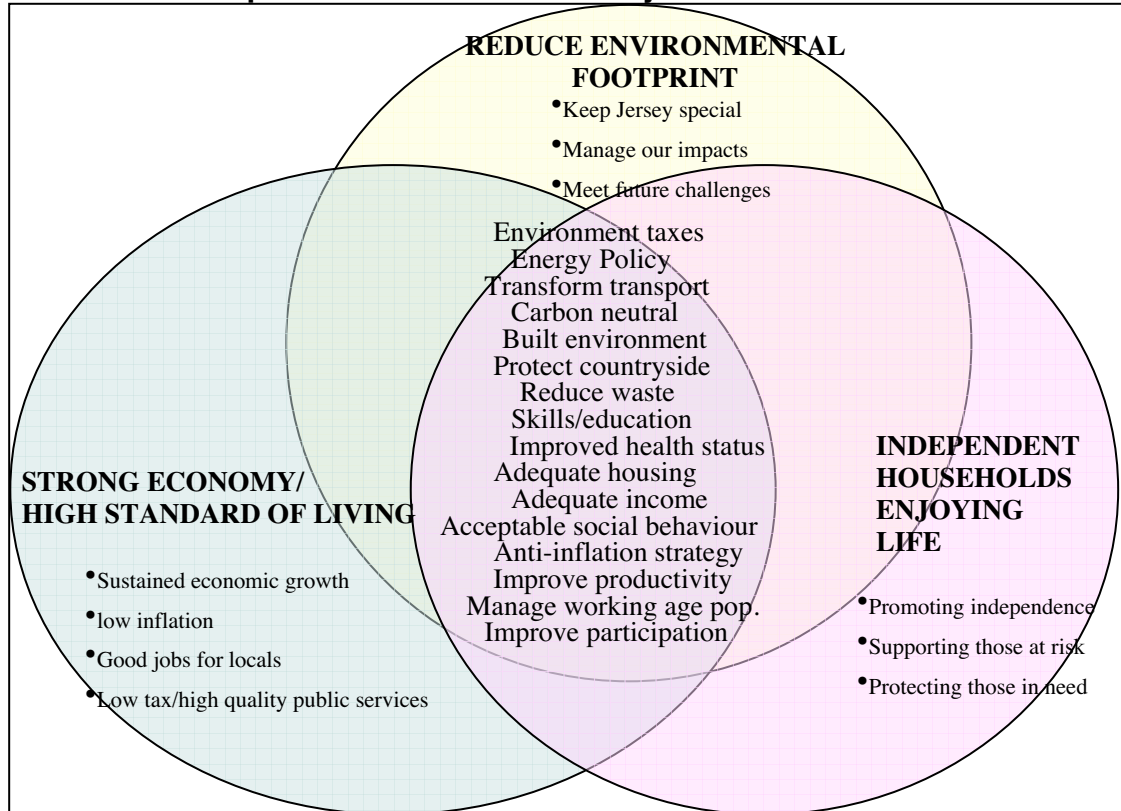 REDUCE ENVIRONMENTAL
FOOTPRINT
•Keep Jersey special
•Manage our impacts
•Meet future challenges
Environment taxes
Energy Policy
Transform transport
Carbon neutral
Built environment
Protect countryside
Reduce waste
Skills/education
Improved health status
Adequate housing
Adequate income
Acceptable social behaviour
Anti-inflation strategy
Improve productivity
Manage working age pop.
Improve participation
STRONG ECONOMY/
HIGH STANDARD OF LIVING
•Sustained economic growth
•low inflation
•Good jobs for locals
•Low tax/high quality public services
INDEPENDENT
HOUSEHOLDS
ENJOYING
LIFE
•Promoting independence
•Supporting those at risk
•Protecting those in need